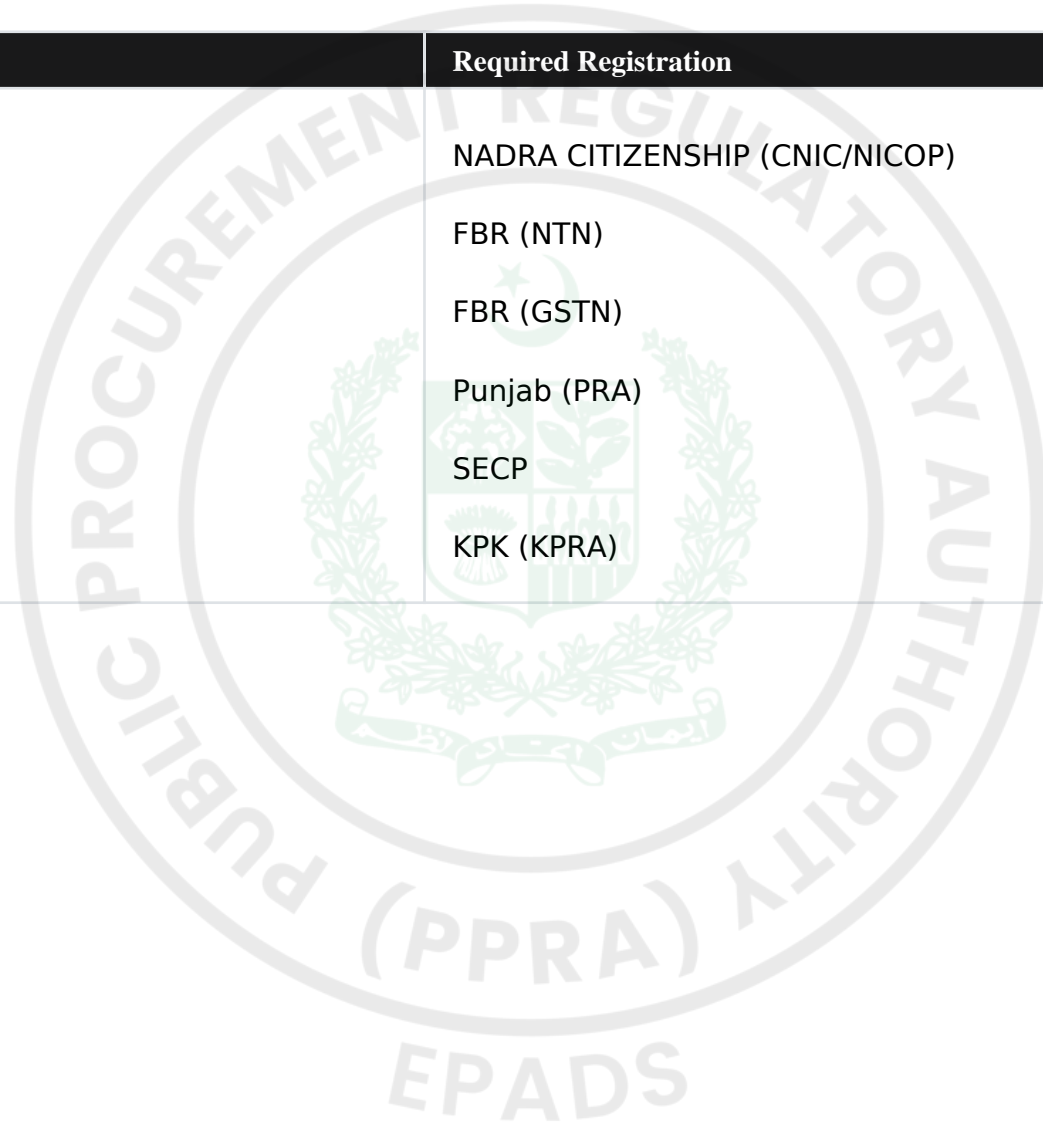 Required Registration
NADRA CITIZENSHIP (CNIC/NICOP)
FBR (NTN)
FBR (GSTN)
Punjab (PRA)
SECP
KPK (KPRA)
PUBLIC PROCUREMENT REGULATORY AUTHORITY
(PPRA)
EPADS